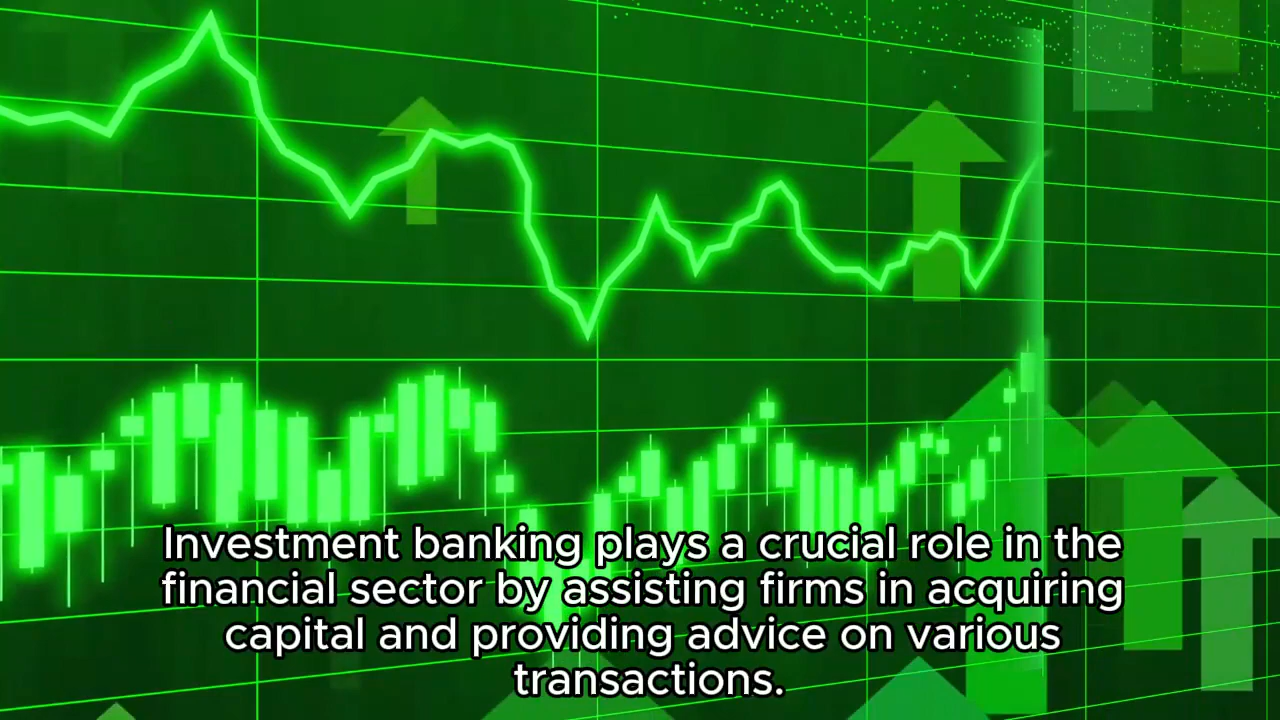 Investment banking plays a crucial role in the
financial sector by assisting firms in acquiring
capital and providing advice on various
transactions.